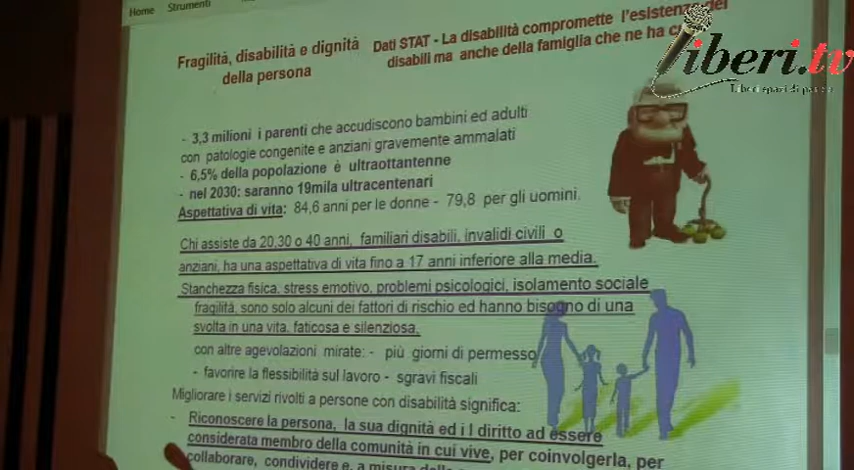 Home Strumenti
Fragilità, disabilità e dignità
della persona
Dati STAT - La disabilità compromette l'esistenza dei
disabili ma anche della famiglia che ne ha
liberi.tv
- 3,3 milioni i parenti che accudiscono bambini ed adulti
con patologie congenite e anziani gravemente ammalati
- 6,5% della popolazione è ultraottantenne
- nel 2030: saranno 19mila ultracentenari
Aspettativa di vita: 84,6 anni per le donne - 79,8 per gli uomini.
Chi assiste da 20,30 o 40 anni, familiari disabili, invalidi civili o
anziani, ha una aspettativa di vita fino a 17 anni inferiore alla media.
Stanchezza fisica, stress emotivo, problemi psicologici, isolamento sociale
fragilità, sono solo alcuni dei fattori di rischio ed hanno bisogno di una
svolta in una vita, faticosa e silenziosa,
con altre agevolazioni mirate: - più giorni di permesso
- favorire la flessibilità sul lavoro - sgravi fiscali
Migliorare i servizi rivolti a persone con disabilità significa:
- Riconoscere la persona, la sua dignità ed i l diritto ad essere
considerata membro della comunità in cui vive, per coinvolgerla, per
collaborare, condividere e, a misura